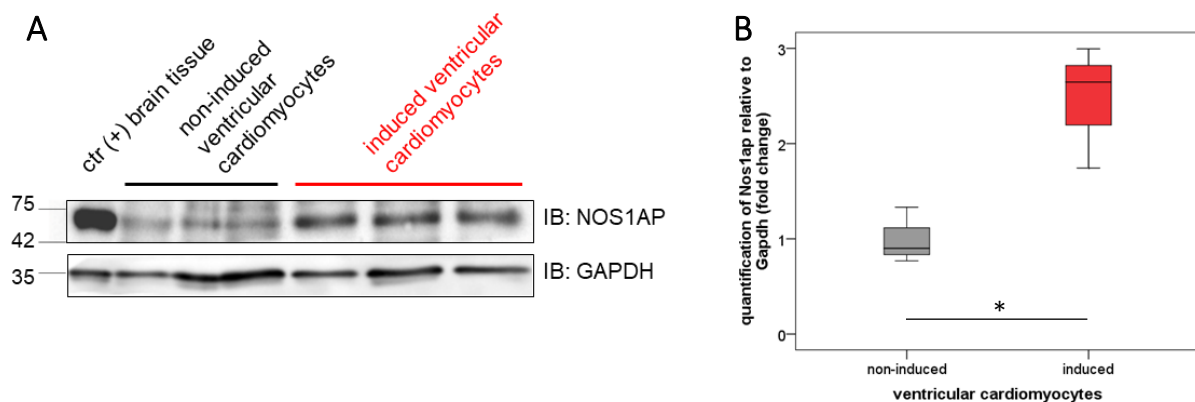 A
ctr (+) brain tissue
non-induced
ventricular
cardiomyocytes
induced ventricular
cardiomyocytes
75
42
35
IB: NOS1AP
IB: GAPDH
B
quantification of Nos1ap relative to
Gapdh (fold change)
3
2
1
0
*
non-induced
induced
ventricular cardiomyocytes